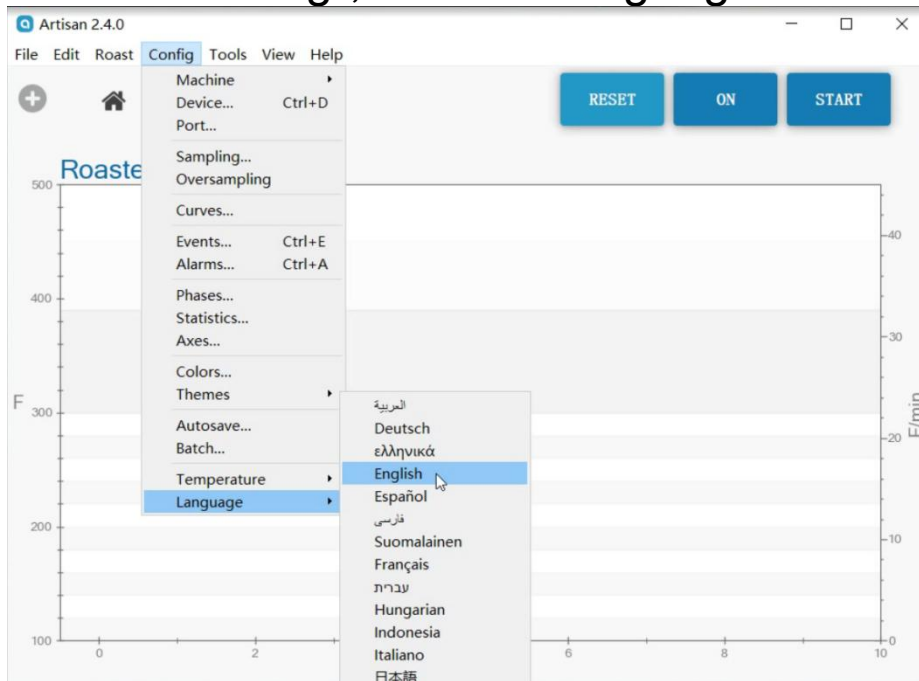 Artisan 2.4.0
File Edit Roast Config Tools View Help
RESET ON START
Roaste
Machine
Device... Ctrl+D
Port...
Sampling...
Oversampling
Curves...
Events... Ctrl+E
Alarms... Ctrl+A
Phases...
Statistics...
Axes...
Colors...
Themes
Autosave...
Batch...
Temperature
Language
العربية
Deutsch
ελληνικά
English
Español
فارسی
Suomalainen
Français
עברית
Hungarian
Indonesia
Italiano
日本語
500
400
300
200
100
F
40
30
20
10
0
F/min
0 2 6 8 10